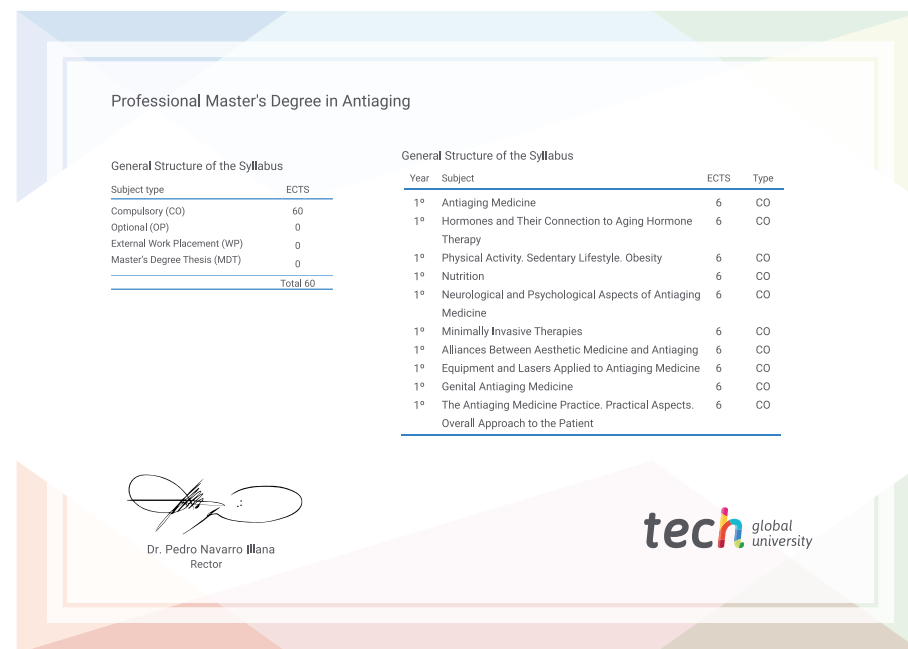 Professional Master's Degree in Antiaging
General Structure of the Syllabus
Subject type ECTS
Compulsory (CO) 60
Optional (OP) 0
External Work Placement (WP) 0
Master's Degree Thesis (MDT) 0
Total 60
General Structure of the Syllabus
Year Subject ECTS Type
1º Antiaging Medicine 6 CO
1º Hormones and Their Connection to Aging Hormone 6 CO
Therapy
1º Physical Activity. Sedentary Lifestyle. Obesity 6 CO
1º Nutrition 6 CO
1º Neurological and Psychological Aspects of Antiaging 6 CO
Medicine
1º Minimally Invasive Therapies 6 CO
1º Alliances Between Aesthetic Medicine and Antiaging 6 CO
1º Equipment and Lasers Applied to Antiaging Medicine 6 CO
1º Genital Antiaging Medicine 6 CO
1º The Antiaging Medicine Practice. Practical Aspects. 6 CO
Overall Approach to the Patient
Dr. Pedro Navarro Illana
Rector
tech global
university